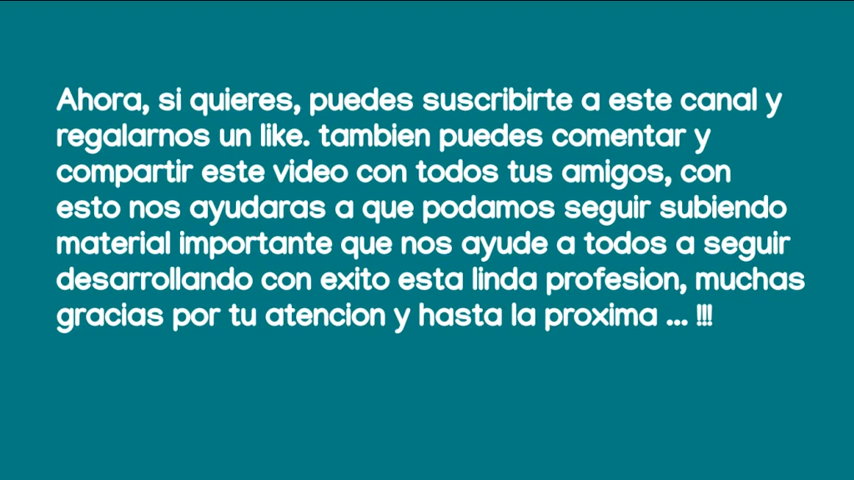 Ahora, si quieres, puedes suscribirte a este canal y
regalarnos un like. tambien puedes comentar y
compartir este video con todos tus amigos, con
esto nos ayudaras a que podamos seguir subiendo
material importante que nos ayude a todos a seguir
desarrollando con exito esta linda profesion, muchas
gracias por tu atencion y hasta la proxima ... !!!